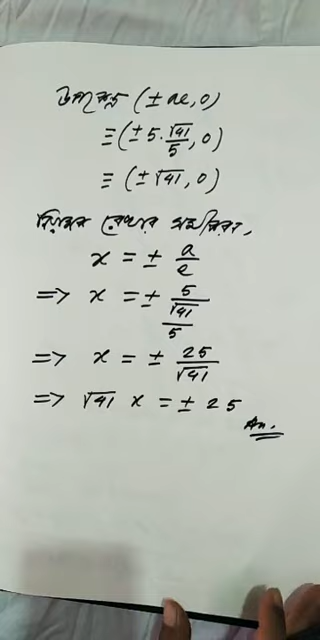 উপকেন্দ্র (± ae, 0)
≡ (± 5. √41/5, 0)
≡ (± √41, 0)
নিয়ামক রেখার সমীকরণ,
x = ± a/e
=> x = ± 5/(√41/5)
=> x = ± 25/√41
=> √41 x = ± 25
An.